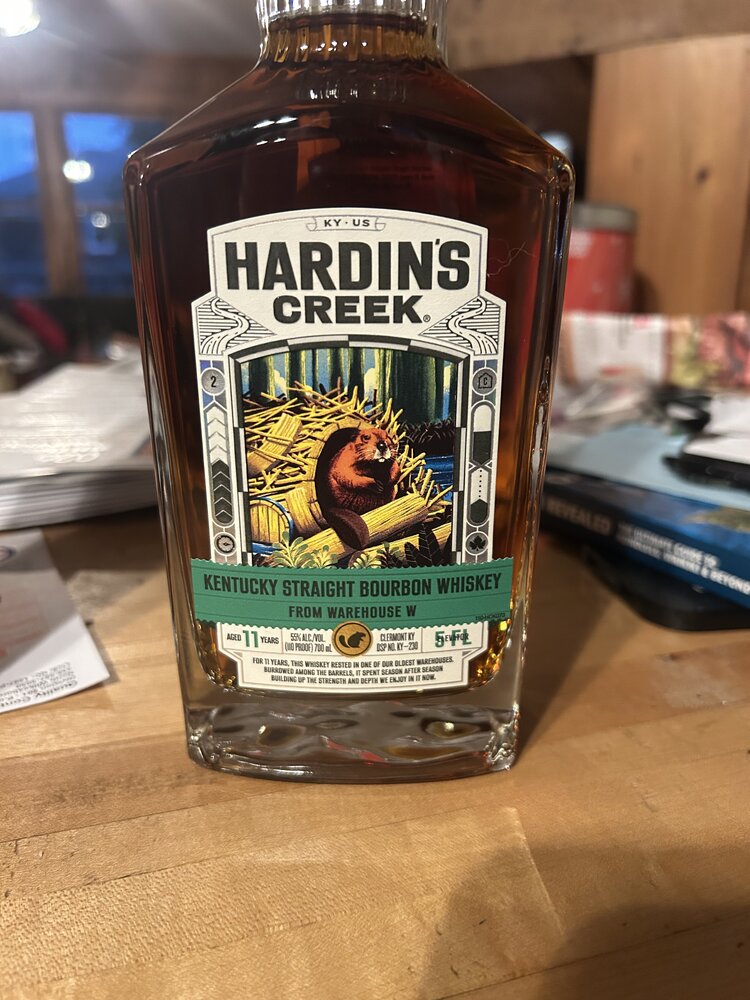 KY · US
HARDIN'S
CREEK®
2
KENTUCKY STRAIGHT BOURBON WHISKEY
FROM WAREHOUSE W
AGED 11 YEARS
55% ALC/VOL.
(110 PROOF) 700 mL
CLERMONT KY
DSP NO. KY-230
FOR 11 YEARS, THIS WHISKEY RESTED IN ONE OF OUR OLDEST WAREHOUSES.
BURROWED AMONG THE BARRELS, IT SPENT SEASON AFTER SEASON
BUILDING UP THE STRENGTH AND DEPTH WE ENJOY IN IT NOW.
REVEALED